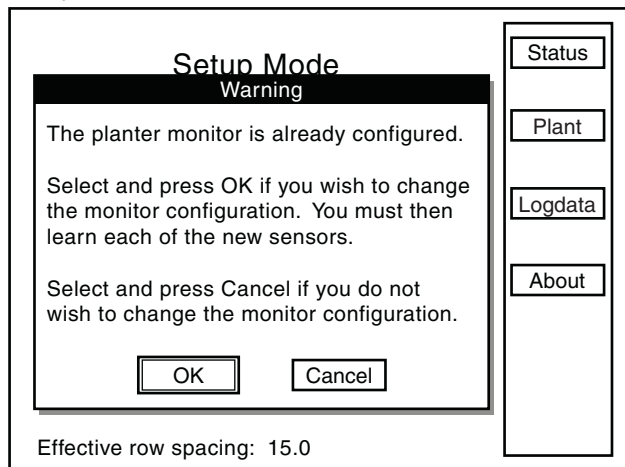 Setup Mode
Warning
The planter monitor is already configured.
Select and press OK if you wish to change
the monitor configuration. You must then
learn each of the new sensors.
Select and press Cancel if you do not
wish to change the monitor configuration.
OK
Cancel
Effective row spacing: 15.0
Status
Plant
Logdata
About